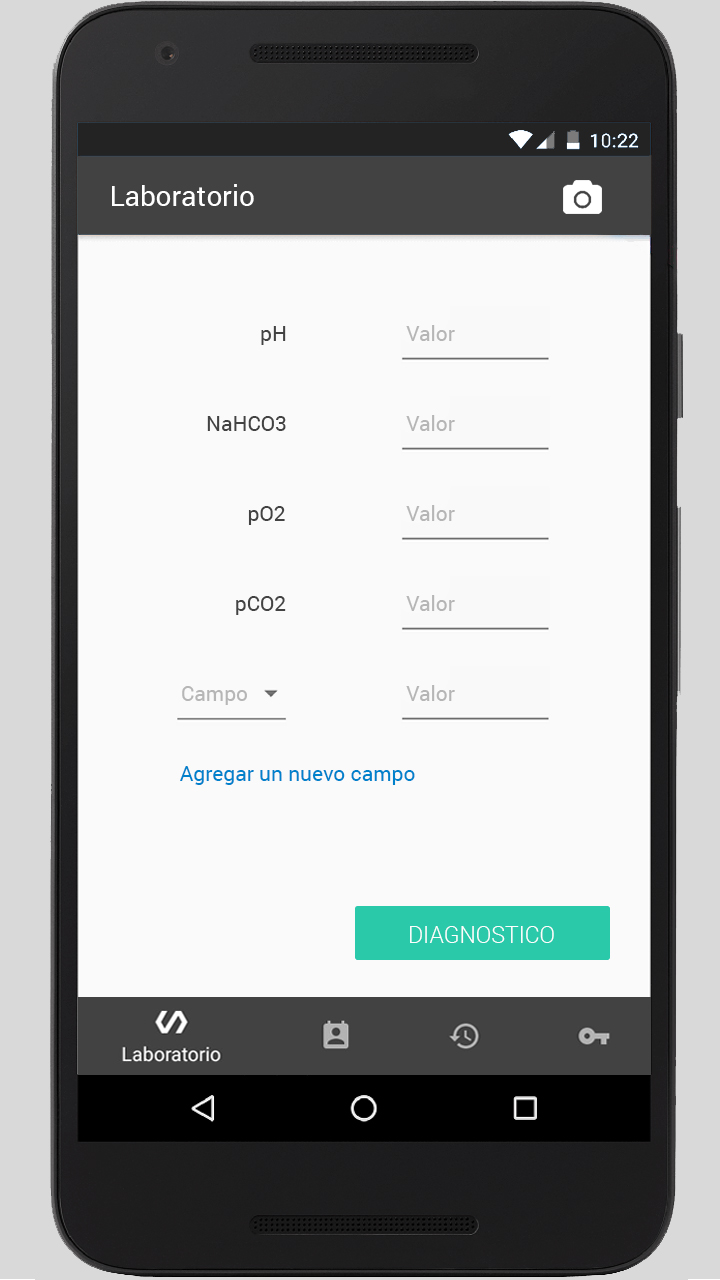 10:22
Laboratorio
pH Valor
NaHCO3 Valor
pO2 Valor
pCO2 Valor
Campo Valor
Agregar un nuevo campo
DIAGNOSTICO
Laboratorio